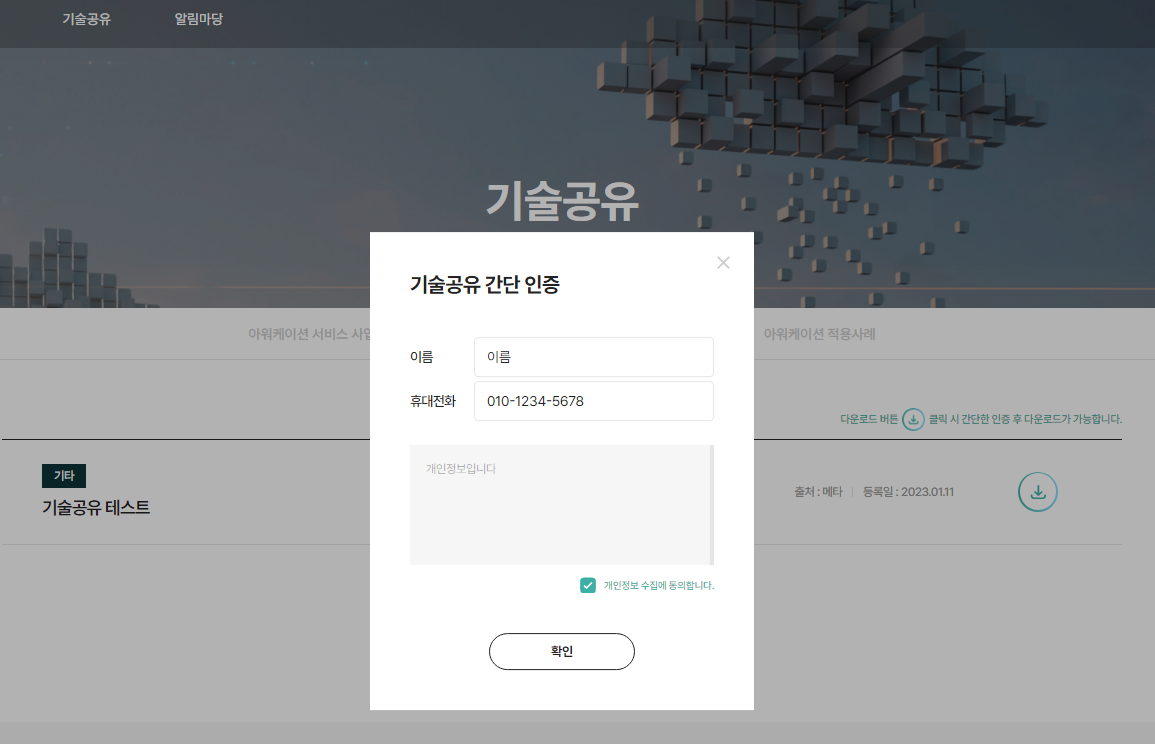 기술공유 알림마당
기술공유
기술공유 간단 인증
아워케이션 서비스 사업
아워케이션 적용사례
이름 이름
휴대전화 010-1234-5678
다운로드 버튼 클릭 시 간단한 인증 후 다운로드가 가능합니다.
개인정보입니다
기타
기술공유 테스트
출처 : 메타 등록일 : 2023.01.11
개인정보 수집에 동의합니다.
확인